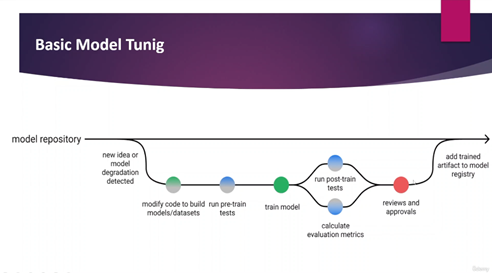 Basic Model Tunig
model repository
new idea or
model
degradation
detected
modify code to build
models/datasets
run pre-train
tests
train model
run post-train
tests
calculate
evaluation metrics
reviews and
approvals
add trained
artifact to model
registry
Udemy